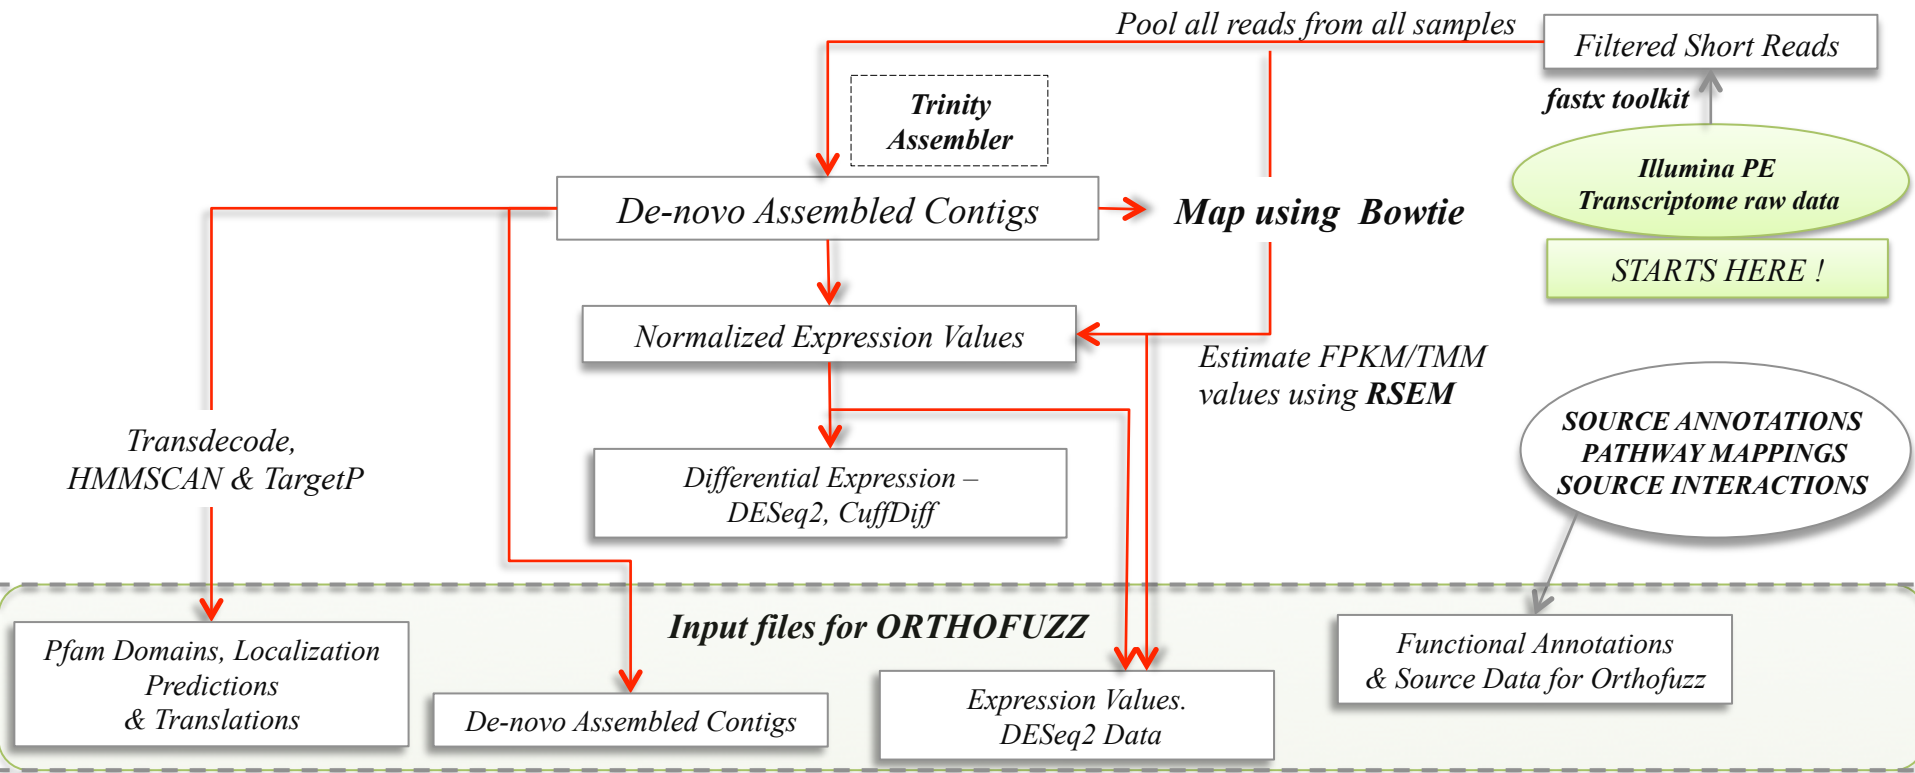 Pool all reads from all samples
Filtered Short Reads
fastx toolkit
Trinity
Assembler
Illumina PE
Transcriptome raw data
De-novo Assembled Contigs
Map using Bowtie
STARTS HERE !
Normalized Expression Values
Estimate FPKM/TMM
values using RSEM
Transdecode,
HMMSCAN & TargetP
Differential Expression –
DESeq2, CuffDiff
SOURCE ANNOTATIONS
PATHWAY MAPPINGS
SOURCE INTERACTIONS
Input files for ORTHOFUZZ
Pfam Domains, Localization
Predictions
& Translations
De-novo Assembled Contigs
Expression Values.
DESeq2 Data
Functional Annotations
& Source Data for Orthofuzz